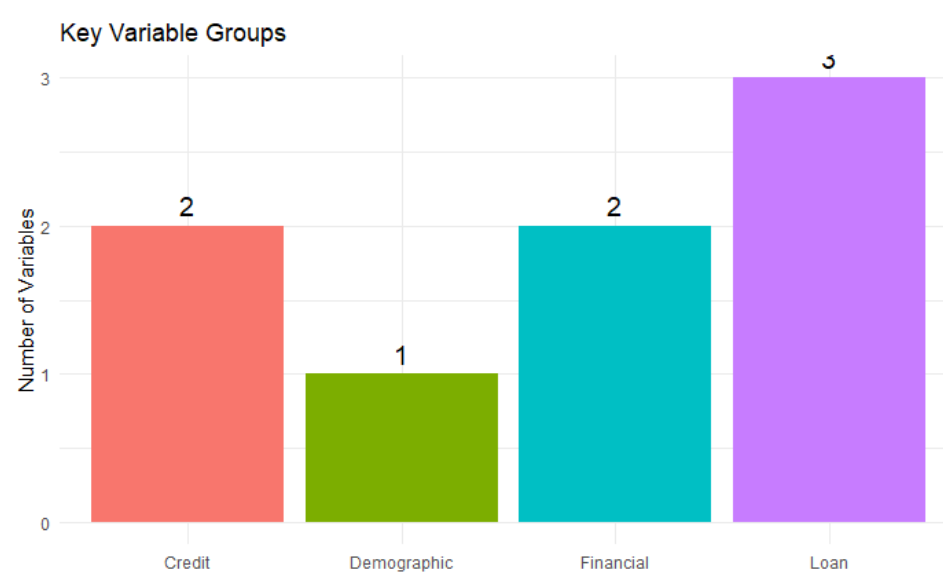 Key Variable Groups
Number of Variables
3
2
1
0
2
1
2
3
Credit
Demographic
Financial
Loan